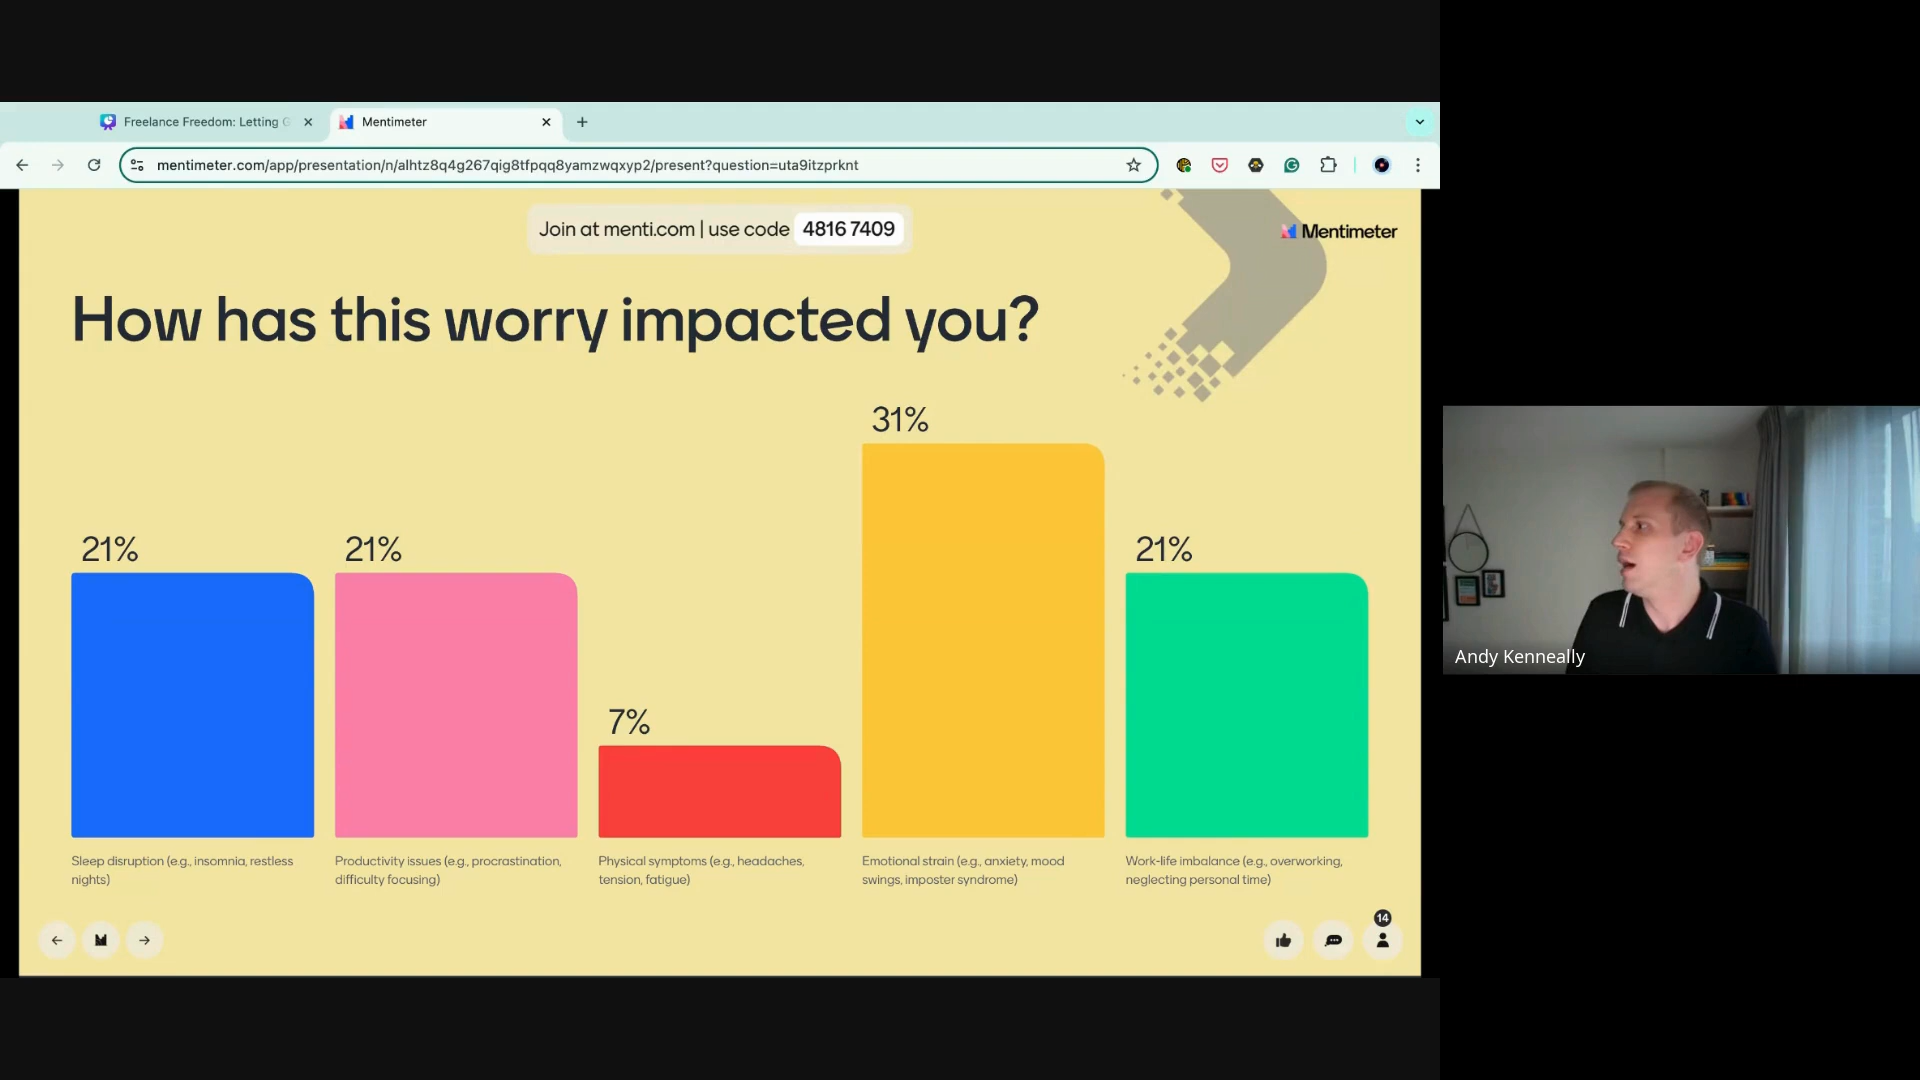 Freelance Freedom: Letting G
Mentimeter
mentimeter.com/app/presentation/n/alhtz8q4g267qig8tfpqq8yamzwqxyp2/present?question=uta9itzprknt
Join at menti.com | use code 4816 7409
Mentimeter
How has this worry impacted you?
31%
21%
21%
21%
7%
Sleep disruption (e.g., insomnia, restless
nights)
Productivity issues (e.g., procrastination,
difficulty focusing)
Physical symptoms (e.g., headaches,
tension, fatigue)
Emotional strain (e.g., anxiety, mood
swings, imposter syndrome)
Work-life imbalance (e.g., overworking,
neglecting personal time)
14
Andy Kenneally